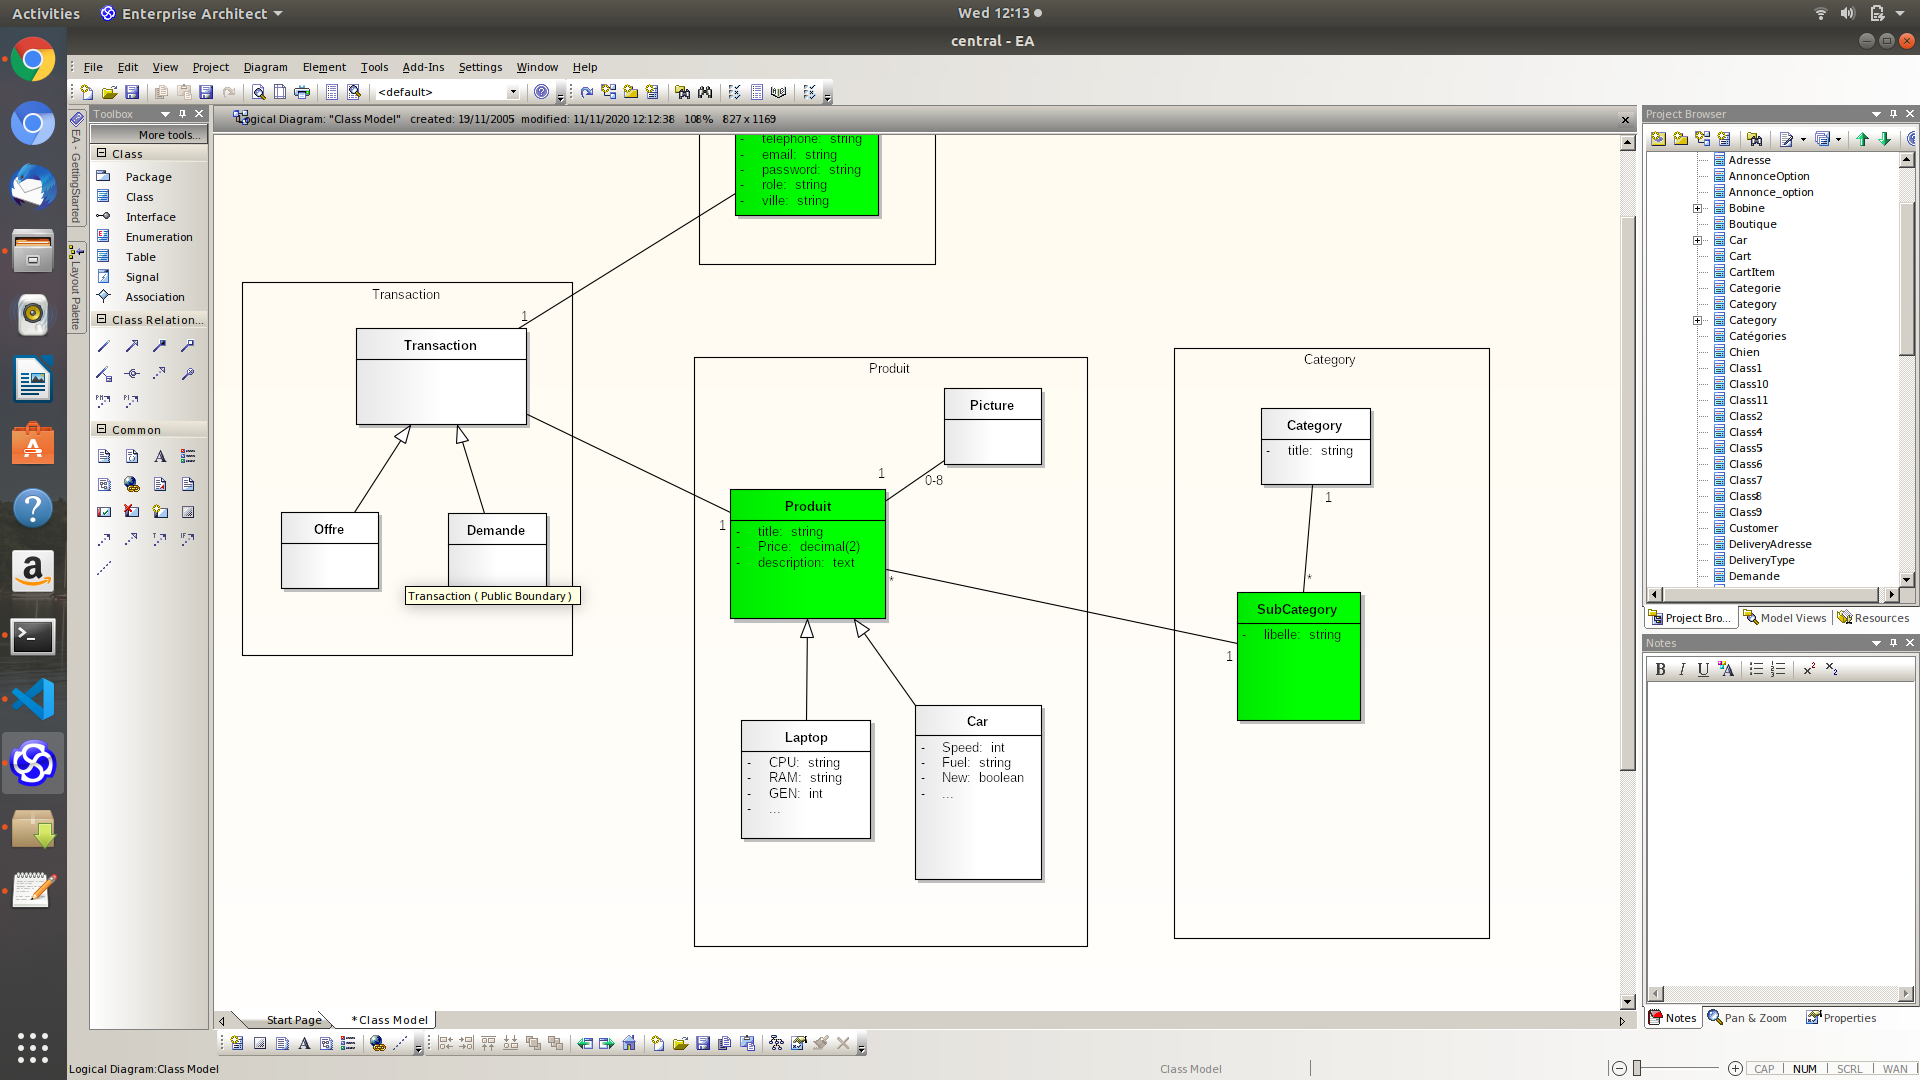 Activities
Enterprise Architect
Wed 12:13
central - EA
File Edit View Project Diagram Element Tools Add-Ins Settings Window Help
<default>
Toolbox
More tools...
Class
Package
Class
Interface
Enumeration
Table
Signal
Association
Class Relation...
Common
EA - GettingStarted
Layout Palette
Logical Diagram: "Class Model" created: 19/11/2005 modified: 11/11/2020 12:12:38 108% 827 x 1169
- telephone: string
- email: string
- password: string
- role: string
- ville: string
Transaction
1
Transaction
Offre
Demande
Transaction ( Public Boundary )
Produit
Picture
1
0-8
Produit
1
- title: string
- Price: decimal(2)
- description: text
*
Laptop
- CPU: string
- RAM: string
- GEN: int
- ...
Car
- Speed: int
- Fuel: string
- New: boolean
- ...
Category
Category
- title: string
1
*
SubCategory
- libelle: string
1
Start Page
*Class Model
Project Browser
Adresse
AnnonceOption
Annonce_option
Bobine
Boutique
Car
Cart
CartItem
Categorie
Category
Category
Catégories
Chien
Class1
Class10
Class11
Class2
Class4
Class5
Class6
Class7
Class8
Class9
Customer
DeliveryAdresse
DeliveryType
Demande
Project Bro... Model Views Resources
Notes
B I U A x² x₂
Notes Pan & Zoom Properties
Logical Diagram:Class Model
Class Model
CAP NUM SCRL WAN